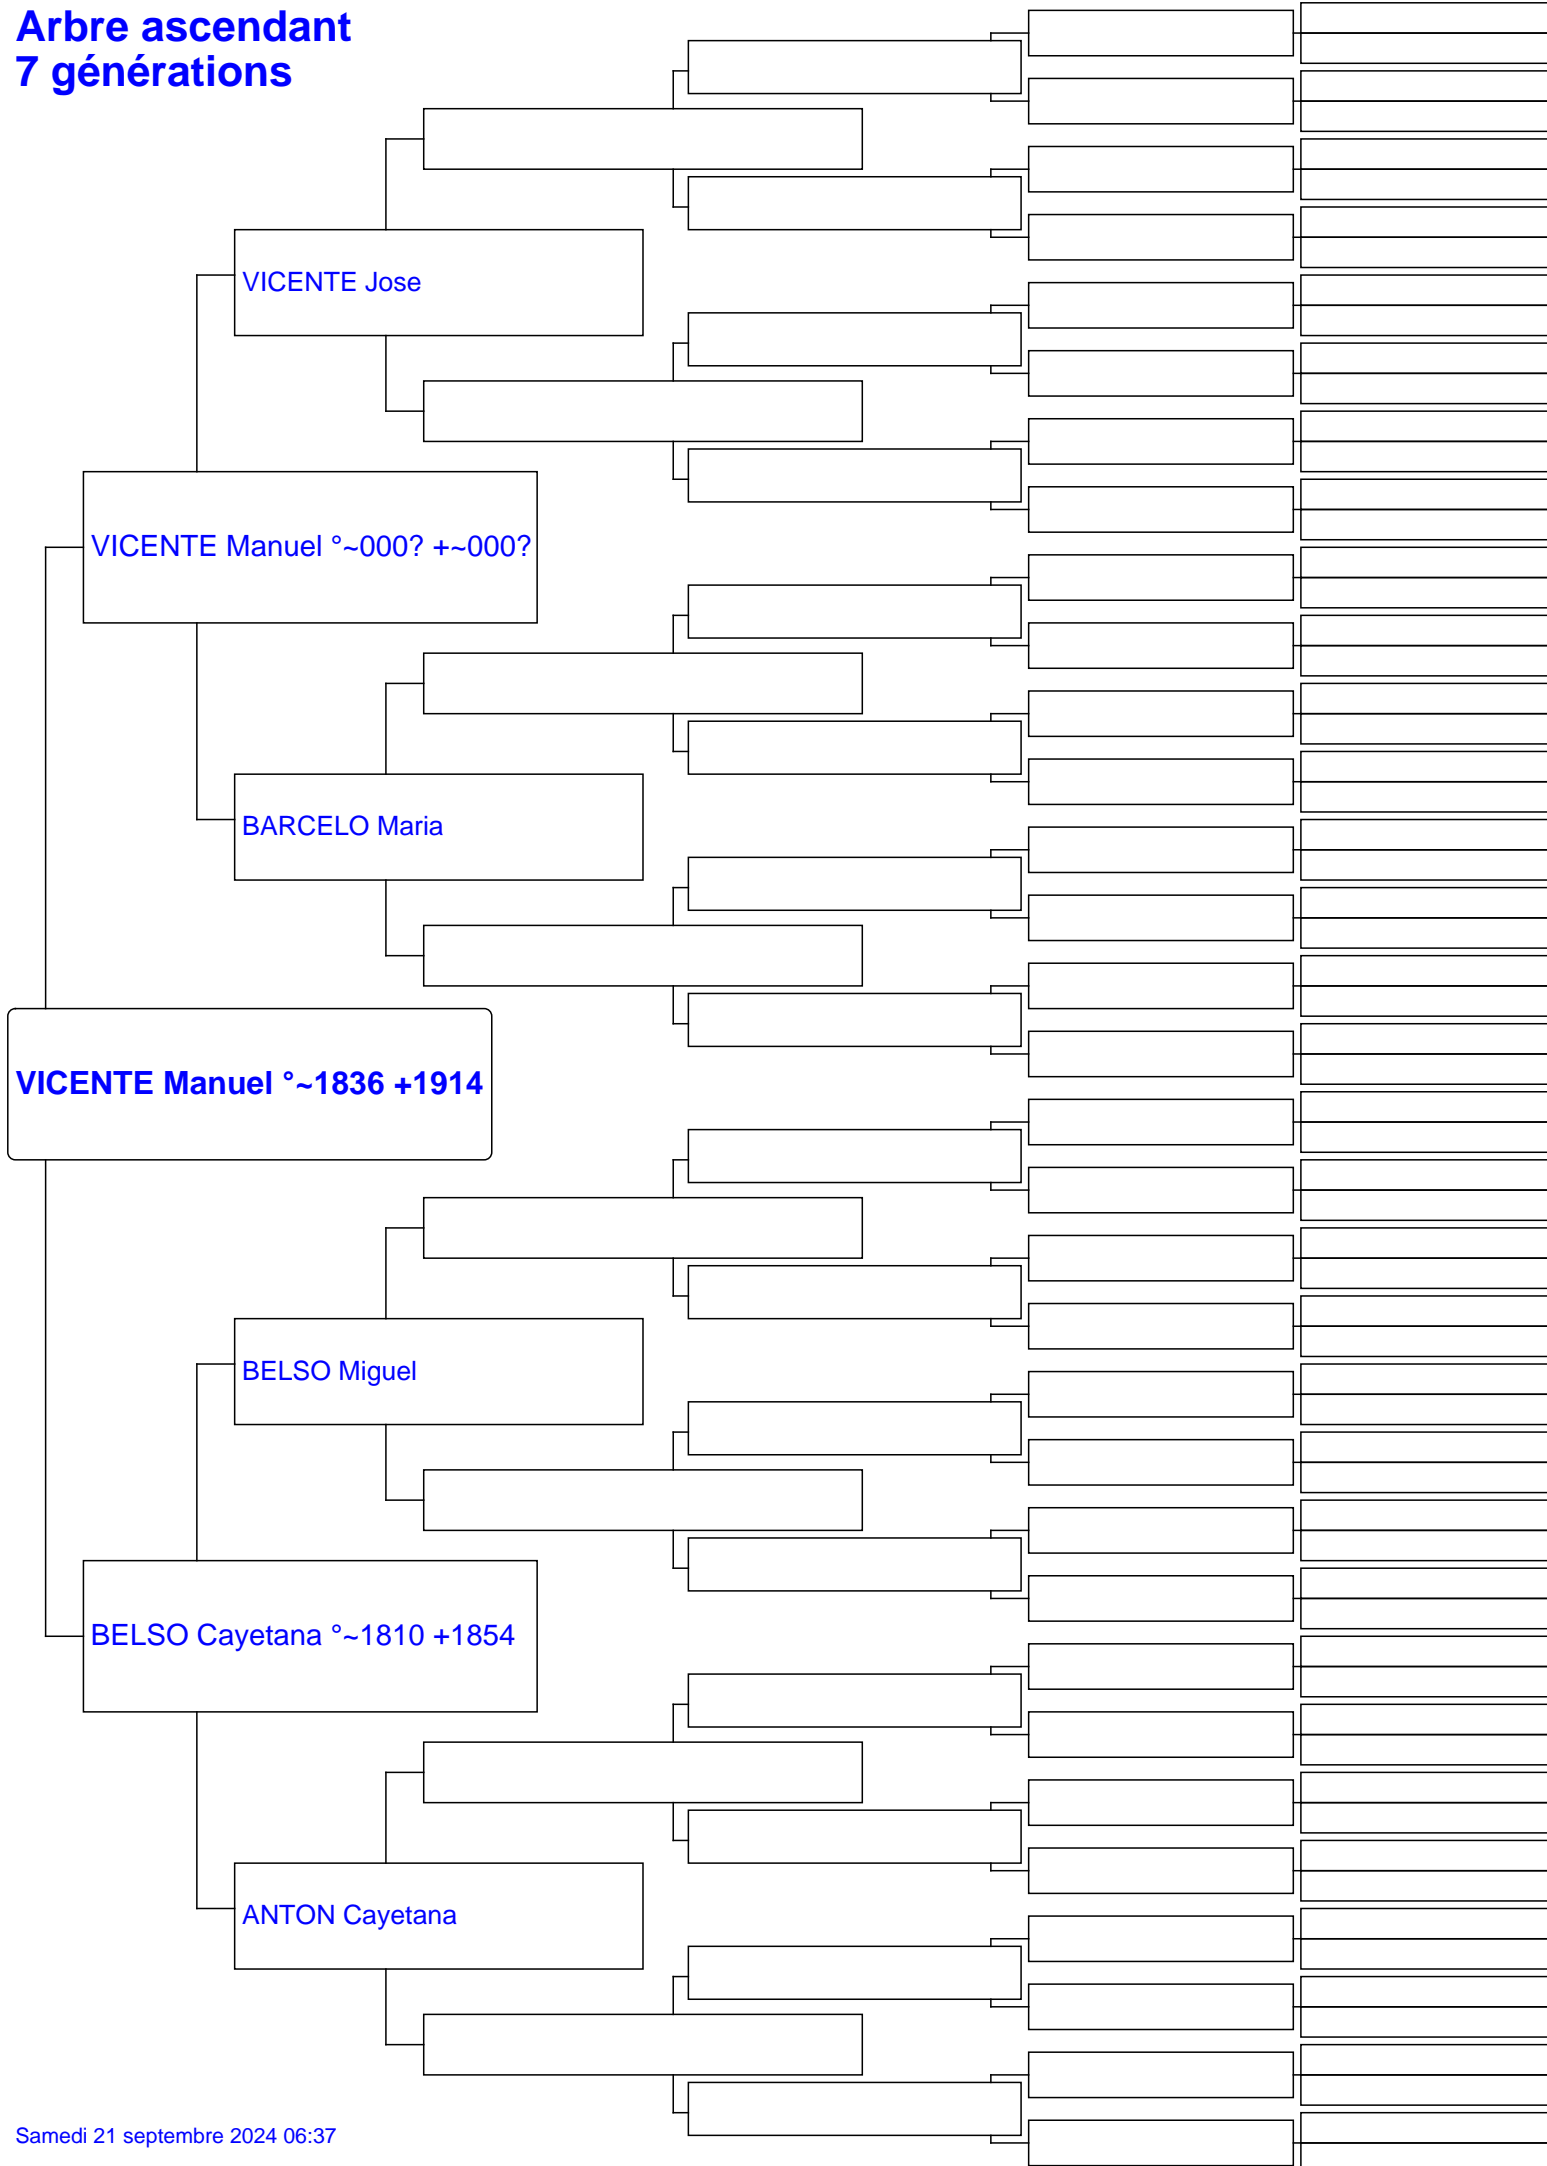 Arbre ascendant
7 générations
VICENTE Jose
VICENTE Manuel °~000? +~000?
BARCELO Maria
VICENTE Manuel °~1836 +1914
BELSO Miguel
BELSO Cayetana °~1810 +1854
ANTON Cayetana
Samedi 21 septembre 2024 06:37